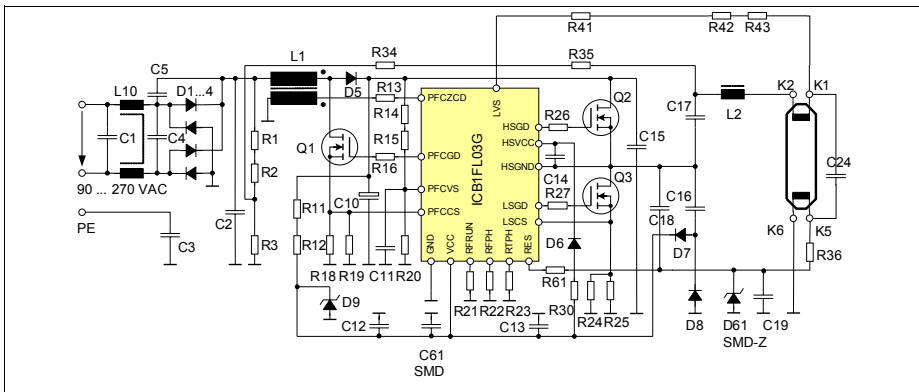 R41
R42 R43
L1
R34
R35
C5
L10
D1...4
D5
R13
R14
PFCZCD
LVS
K2
K1
C17
L2
R26
Q2
HSGD
C1
C4
R1
Q1
R15
R16
PFCGD
ICB1FL03G
HSVCC
HSGND
C14
C15
C24
90 ... 270 VAC
R2
PFCVS
R27
Q3
C10
LSGD
C18
C16
R11
PFCCS
LSCS
K6
K5
PE
C2
C3
R3
R12
R18
R19
C11
R20
GND
VCC
RFRUN
RFPH
RTPH
RES
D6
D7
R36
R61
D9
R21
R22
R23
R30
R24
R25
D8
D61
SMD-Z
C19
C12
C61
SMD
C13